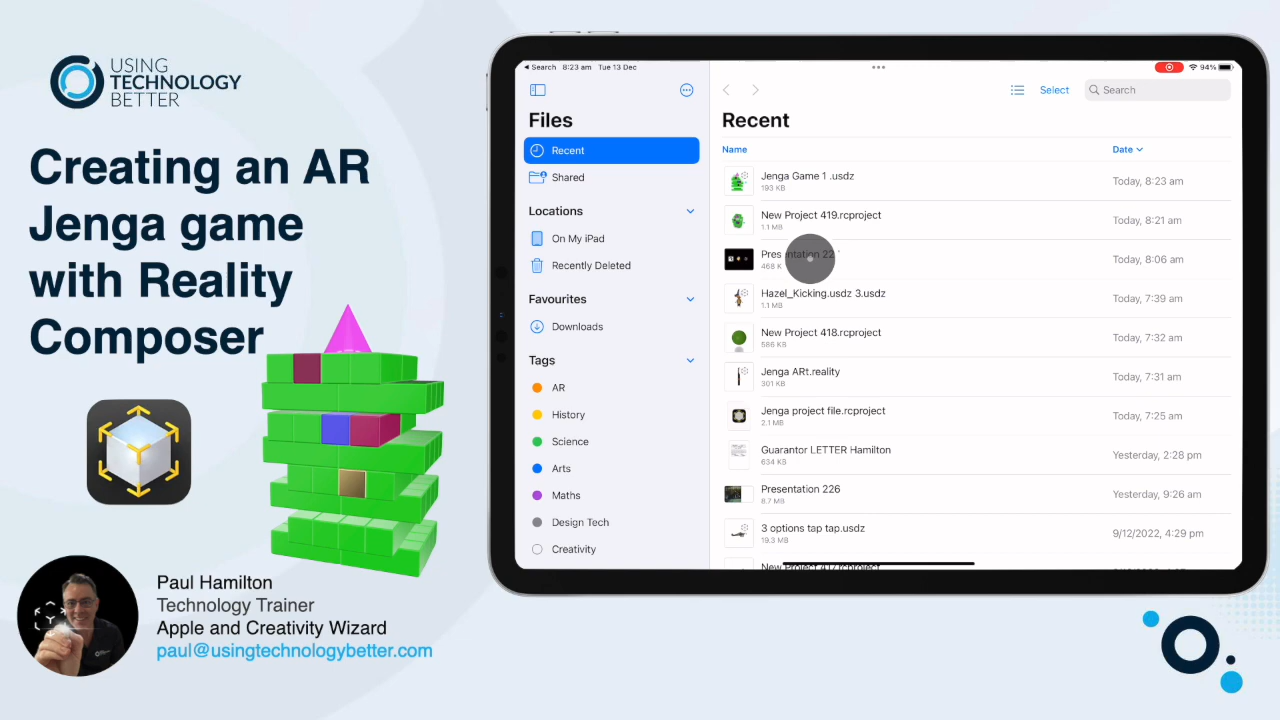 USING
TECHNOLOGY
BETTER
Creating an AR
Jenga game
with Reality
Composer
Paul Hamilton
Technology Trainer
Apple and Creativity Wizard
paul@usingtechnologybetter.com
Search 8:23 am Tue 13 Dec
94%
Files
Recent
Shared
Locations
On My iPad
Recently Deleted
Favourites
Downloads
Tags
AR
History
Science
Arts
Maths
Design Tech
Creativity
Select
Search
Recent
Name Date
Jenga Game 1 .usdz
193 KB
Today, 8:23 am
New Project 419.rcproject
1.1 MB
Today, 8:21 am
Presentation 22
468 K
Today, 8:06 am
Hazel_Kicking.usdz 3.usdz
1.1 MB
Today, 7:39 am
New Project 418.rcproject
586 KB
Today, 7:32 am
Jenga ARt.reality
301 KB
Today, 7:31 am
Jenga project file.rcproject
2.1 MB
Today, 7:25 am
Guarantor LETTER Hamilton
634 KB
Yesterday, 2:28 pm
Presentation 226
8.7 MB
Yesterday, 9:26 am
3 options tap tap.usdz
19.3 MB
9/12/2022, 4:29 pm
New Project 417.rcproject